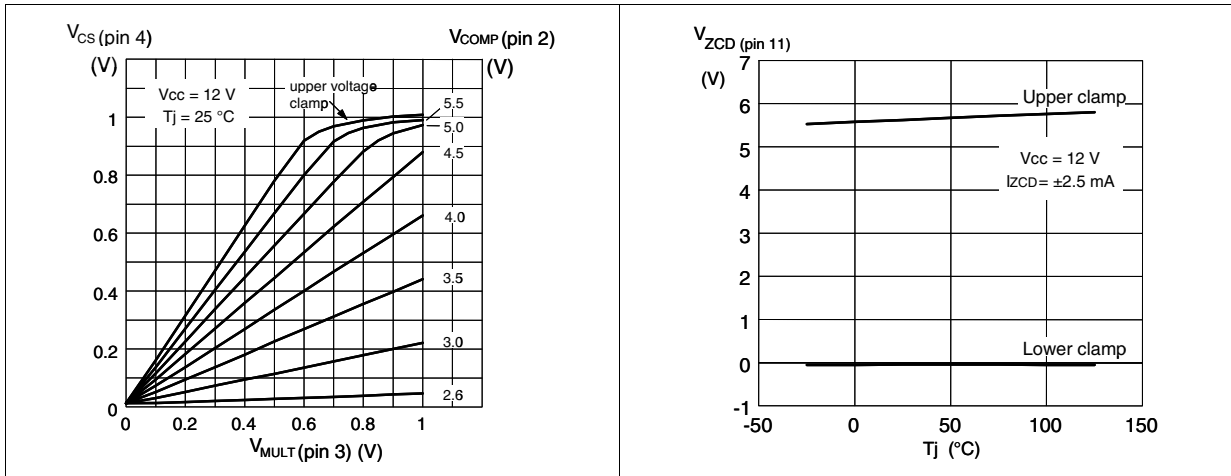 VCS (pin 4)
(V)
VCOMP (pin 2)
(V)
Vcc = 12 V
Tj = 25 °C
upper voltage
clamp
5.5
5.0
4.5
4.0
3.5
3.0
2.6
1
0.8
0.6
0.4
0.2
0
0 0.2 0.4 0.6 0.8 1
VMULT (pin 3) (V)
VZCD (pin 11)
(V)
7
6
5
4
3
2
1
0
-1
Upper clamp
Vcc = 12 V
IZCD = ±2.5 mA
Lower clamp
-50 0 50 100 150
Tj (°C)